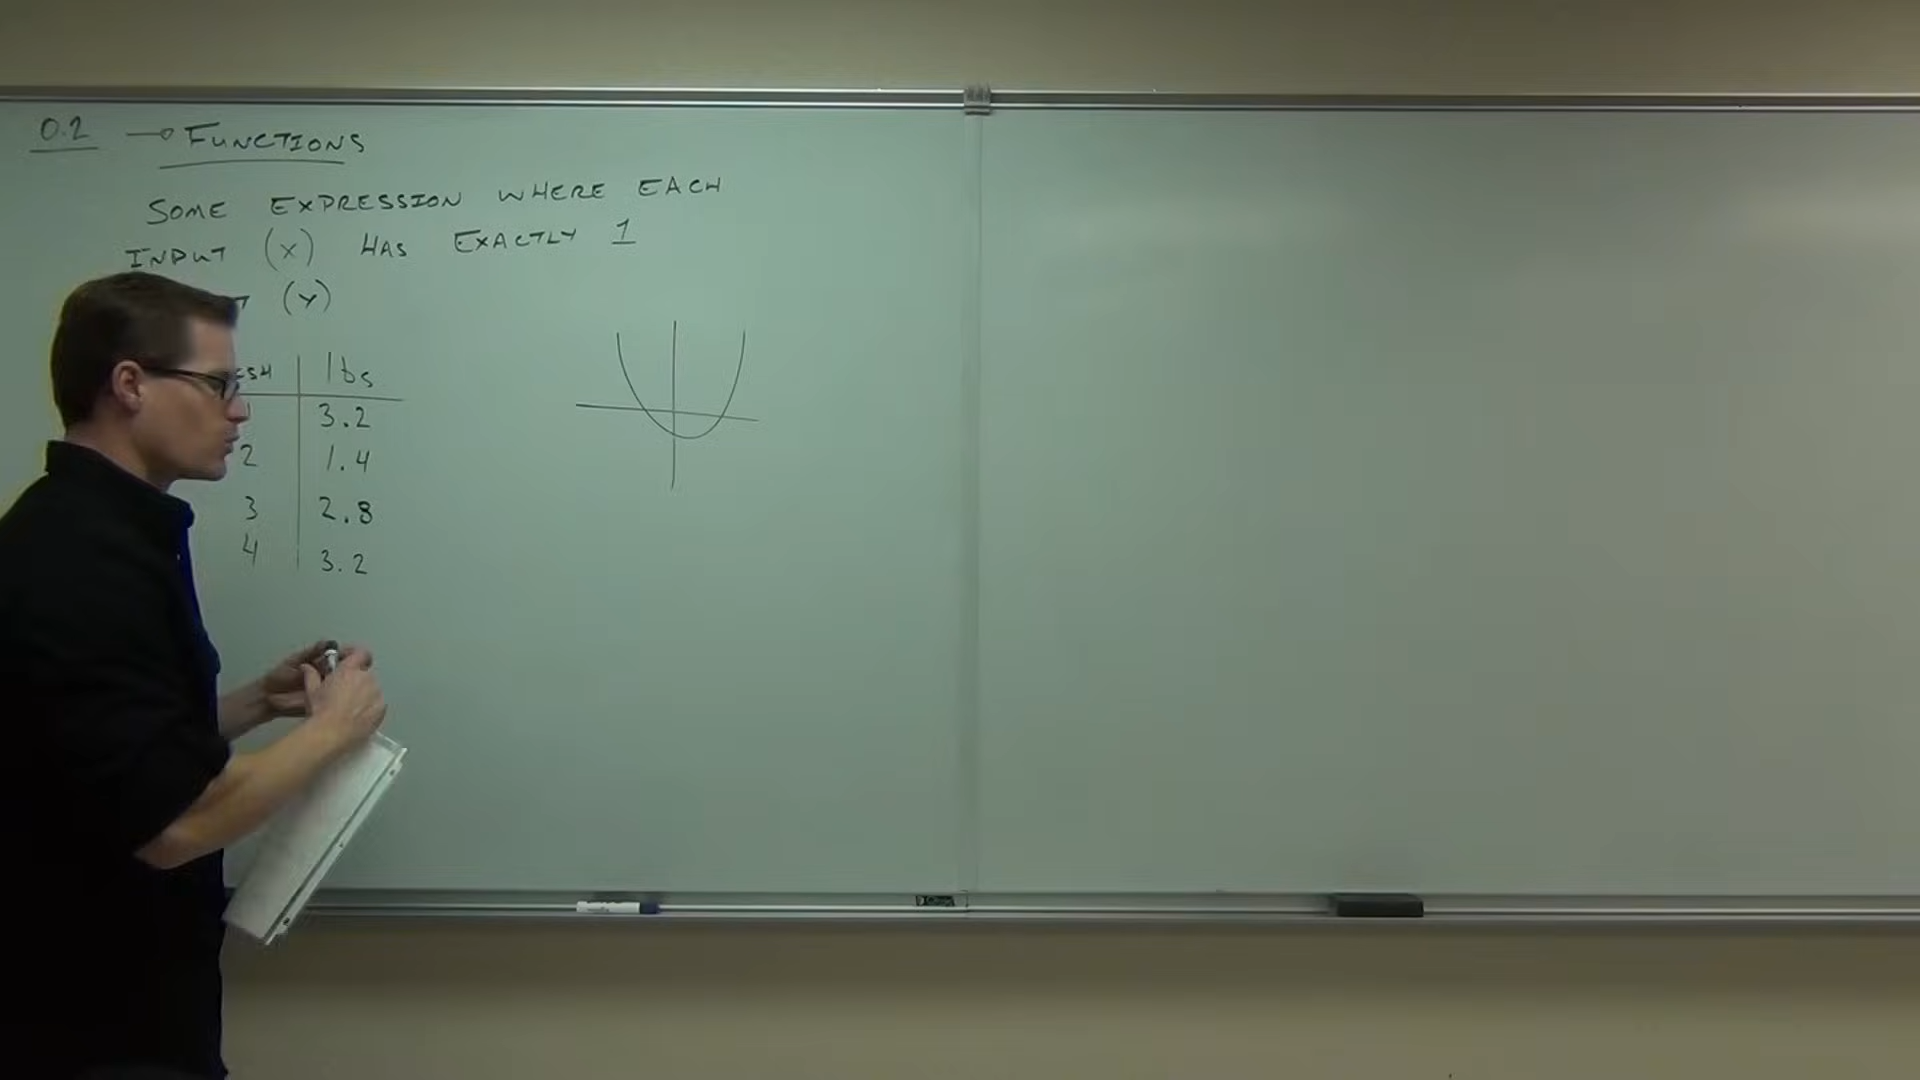 0.2 → FUNCTIONS
SOME EXPRESSION WHERE EACH
INPUT (X) HAS EXACTLY 1
(Y)
lbs
3.2
2 1.4
3 2.8
4 3.2